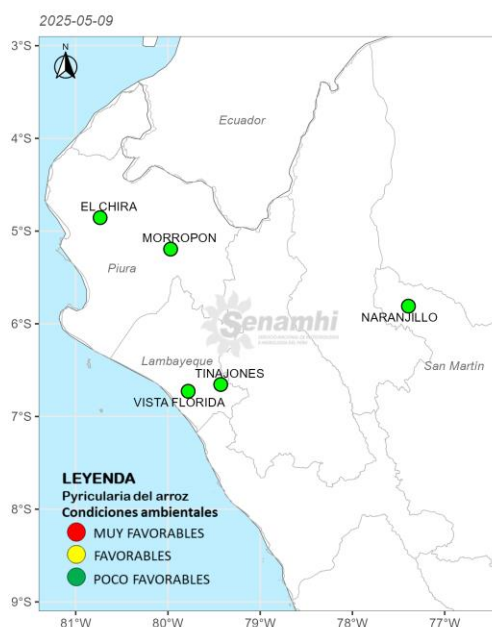 2025-05-09
3°S
N
Ecuador
4°S
EL CHIRA
5°S
MORROPON
Piura
NARANJILLO
6°S
Senamhi
Lambayeque
TINAJONES
San Martín
VISTA FLORIDA
7°S
LEYENDA
Pyricularia del arroz
Condiciones ambientales
MUY FAVORABLES
FAVORABLES
POCO FAVORABLES
8°S
9°S
81°W 80°W 79°W 78°W 77°W